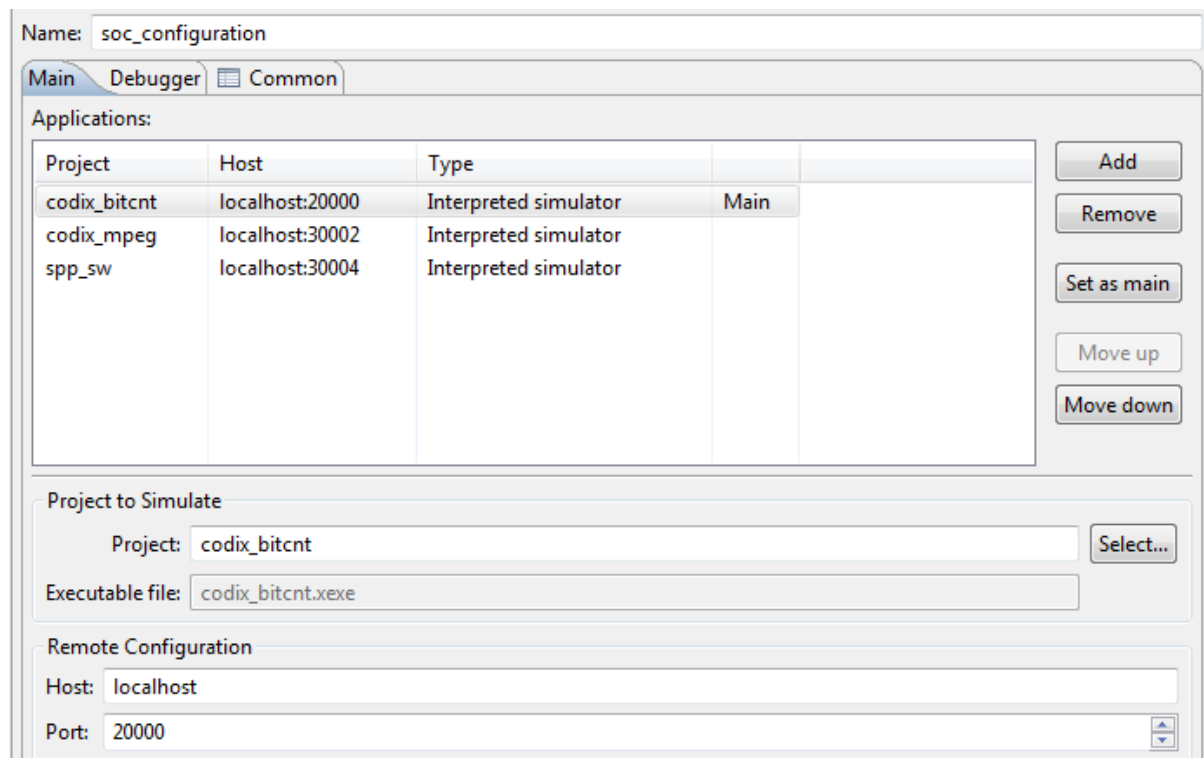 Name: soc_configuration
Main Debugger Common
Applications:
Project Host Type
Add
codix_bitcnt localhost:20000 Interpreted simulator Main
Remove
codix_mpeg localhost:30002 Interpreted simulator
spp_sw localhost:30004 Interpreted simulator
Set as main
Move up
Move down
Project to Simulate
Project: codix_bitcnt Select...
Executable file: codix_bitcnt.xexe
Remote Configuration
Host: localhost
Port: 20000